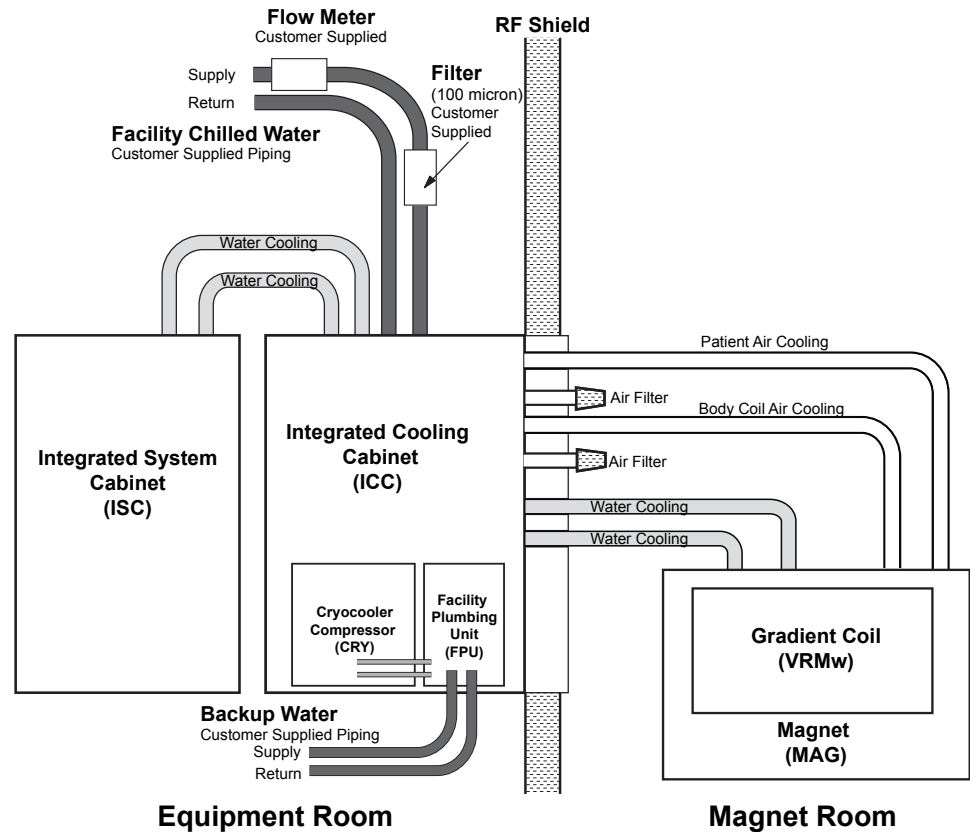 Flow Meter
Customer Supplied
RF Shield
Supply
Return
Filter
(100 micron)
Customer
Supplied
Facility Chilled Water
Customer Supplied Piping
Water Cooling
Water Cooling
Patient Air Cooling
Air Filter
Body Coil Air Cooling
Air Filter
Integrated System
Cabinet
(ISC)
Integrated Cooling
Cabinet
(ICC)
Water Cooling
Water Cooling
Cryocooler
Compressor
(CRY)
Facility
Plumbing
Unit
(FPU)
Gradient Coil
(VRMw)
Magnet
(MAG)
Backup Water
Customer Supplied Piping
Supply
Return
Equipment Room
Magnet Room